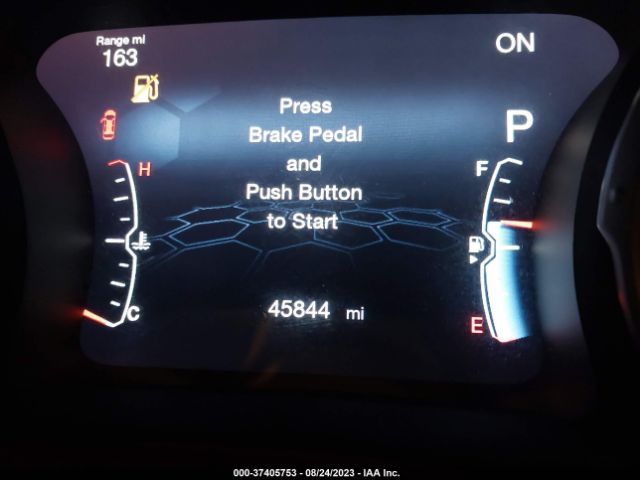 Range mi
163
ON
Press
Brake Pedal
and
Push Button
to Start
P
H
F
C
E
45844 mi
000-37405753 - 08/24/2023 - IAA Inc.